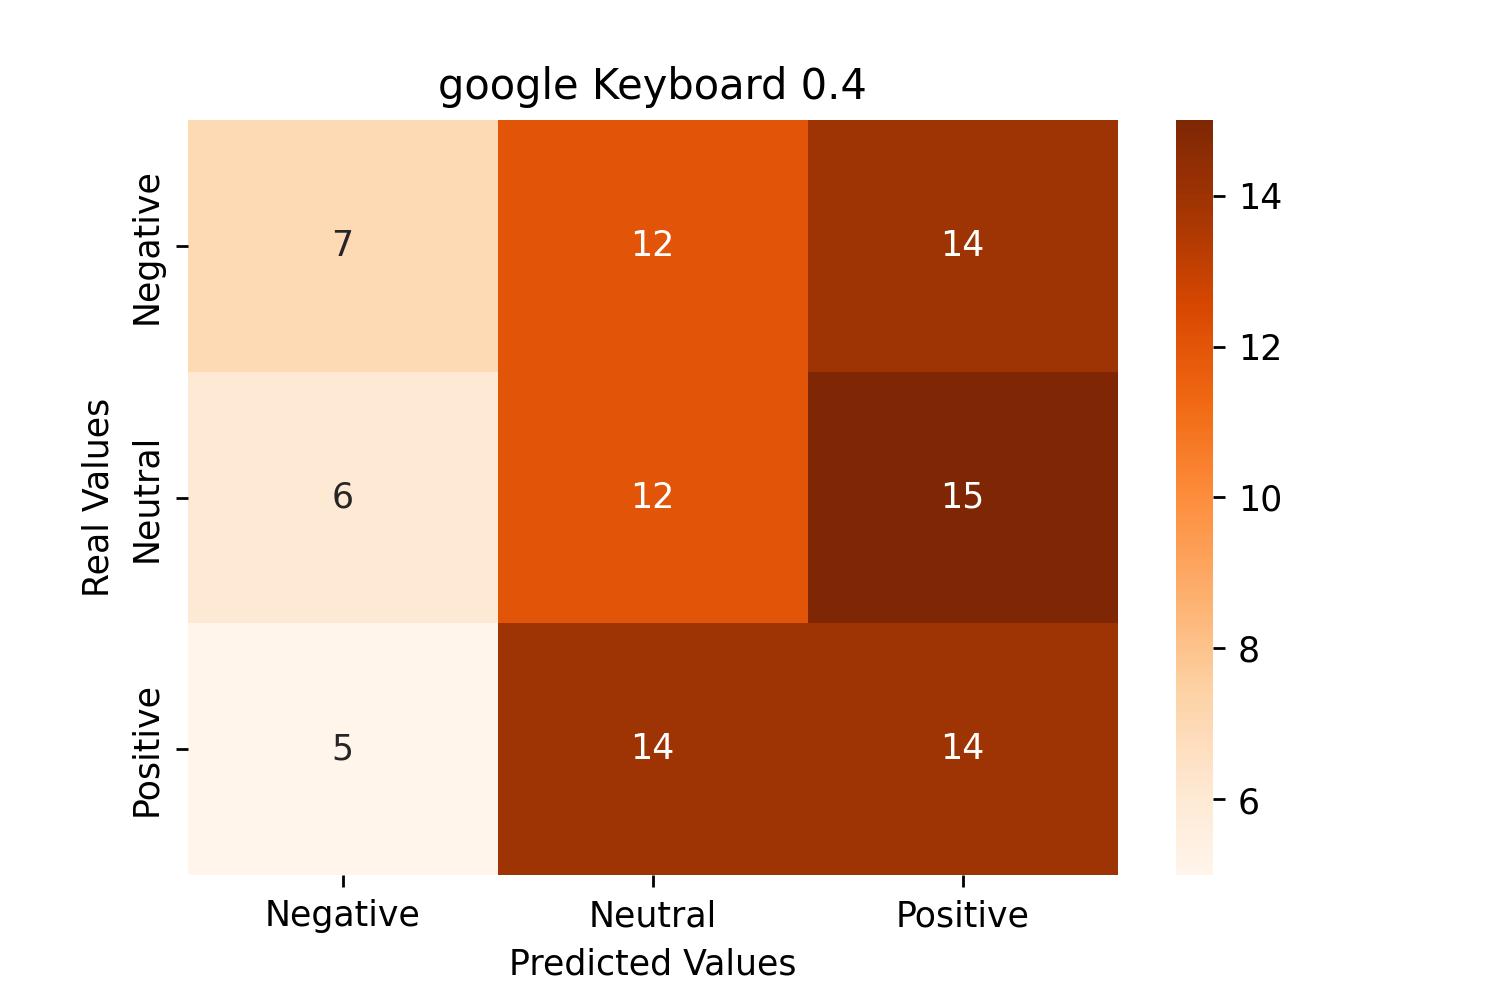 google Keyboard 0.4
Real Values
Negative
7 12 14
Neutral
6 12 15
Positive
5 14 14
Negative Neutral Positive
Predicted Values
14
12
10
8
6